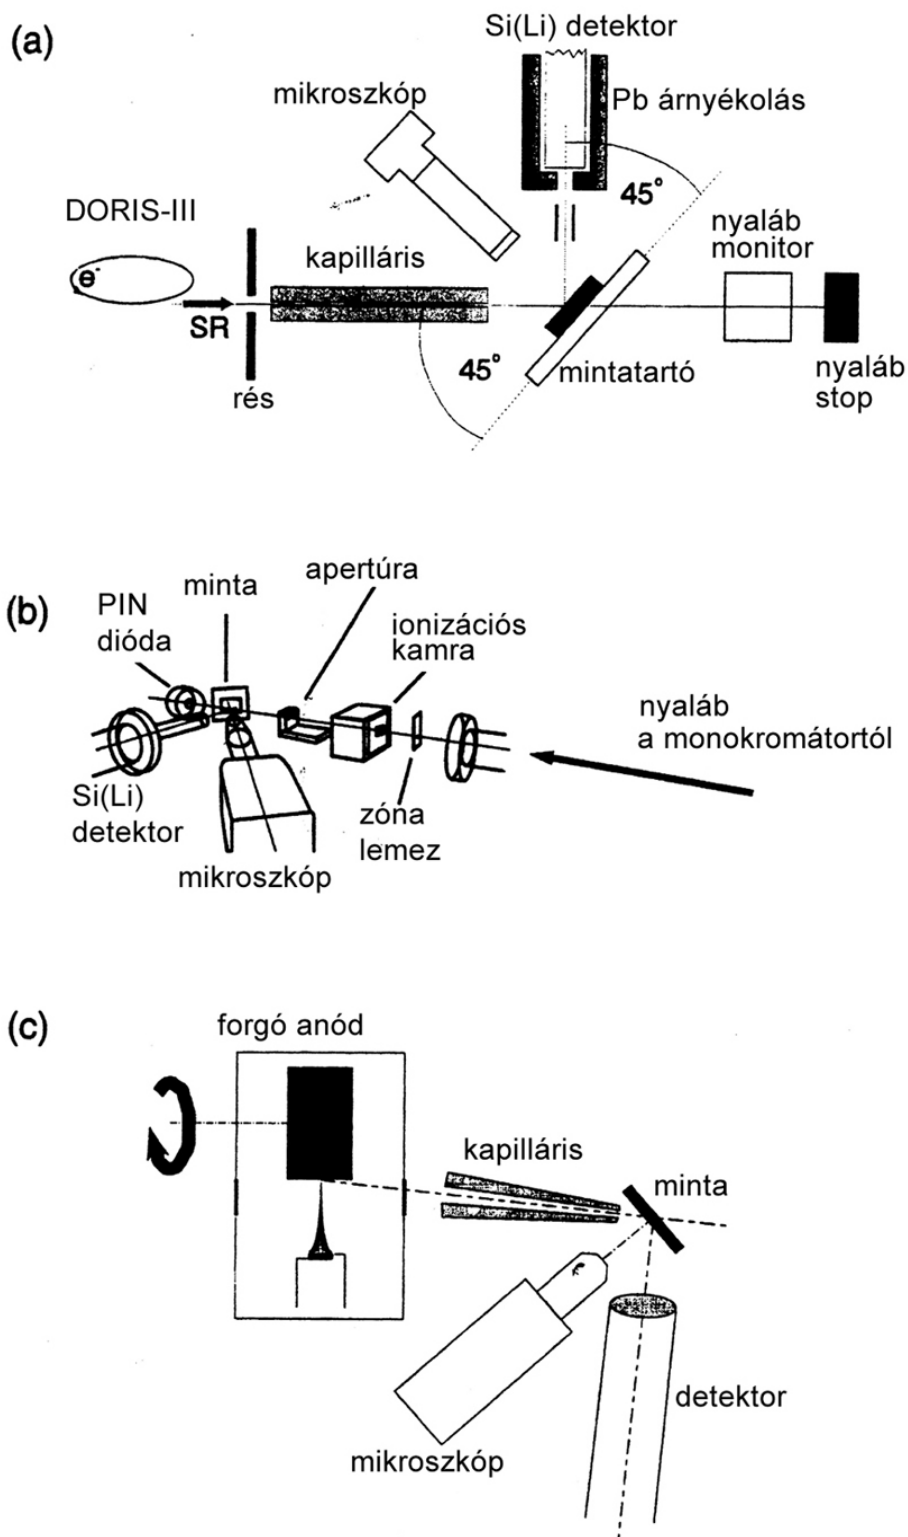 (a)
Si(Li) detektor
mikroszkóp
Pb árnyékolás
45°
DORIS-III
nyaláb
monitor
kapilláris
e-
SR
45°
mintatartó
nyaláb
stop
rés
(b)
apertúra
minta
PIN
dióda
ionizációs
kamra
nyaláb
a monokromátortól
Si(Li)
detektor
zóna
lemez
mikroszkóp
(c)
forgó anód
kapilláris
minta
detektor
mikroszkóp